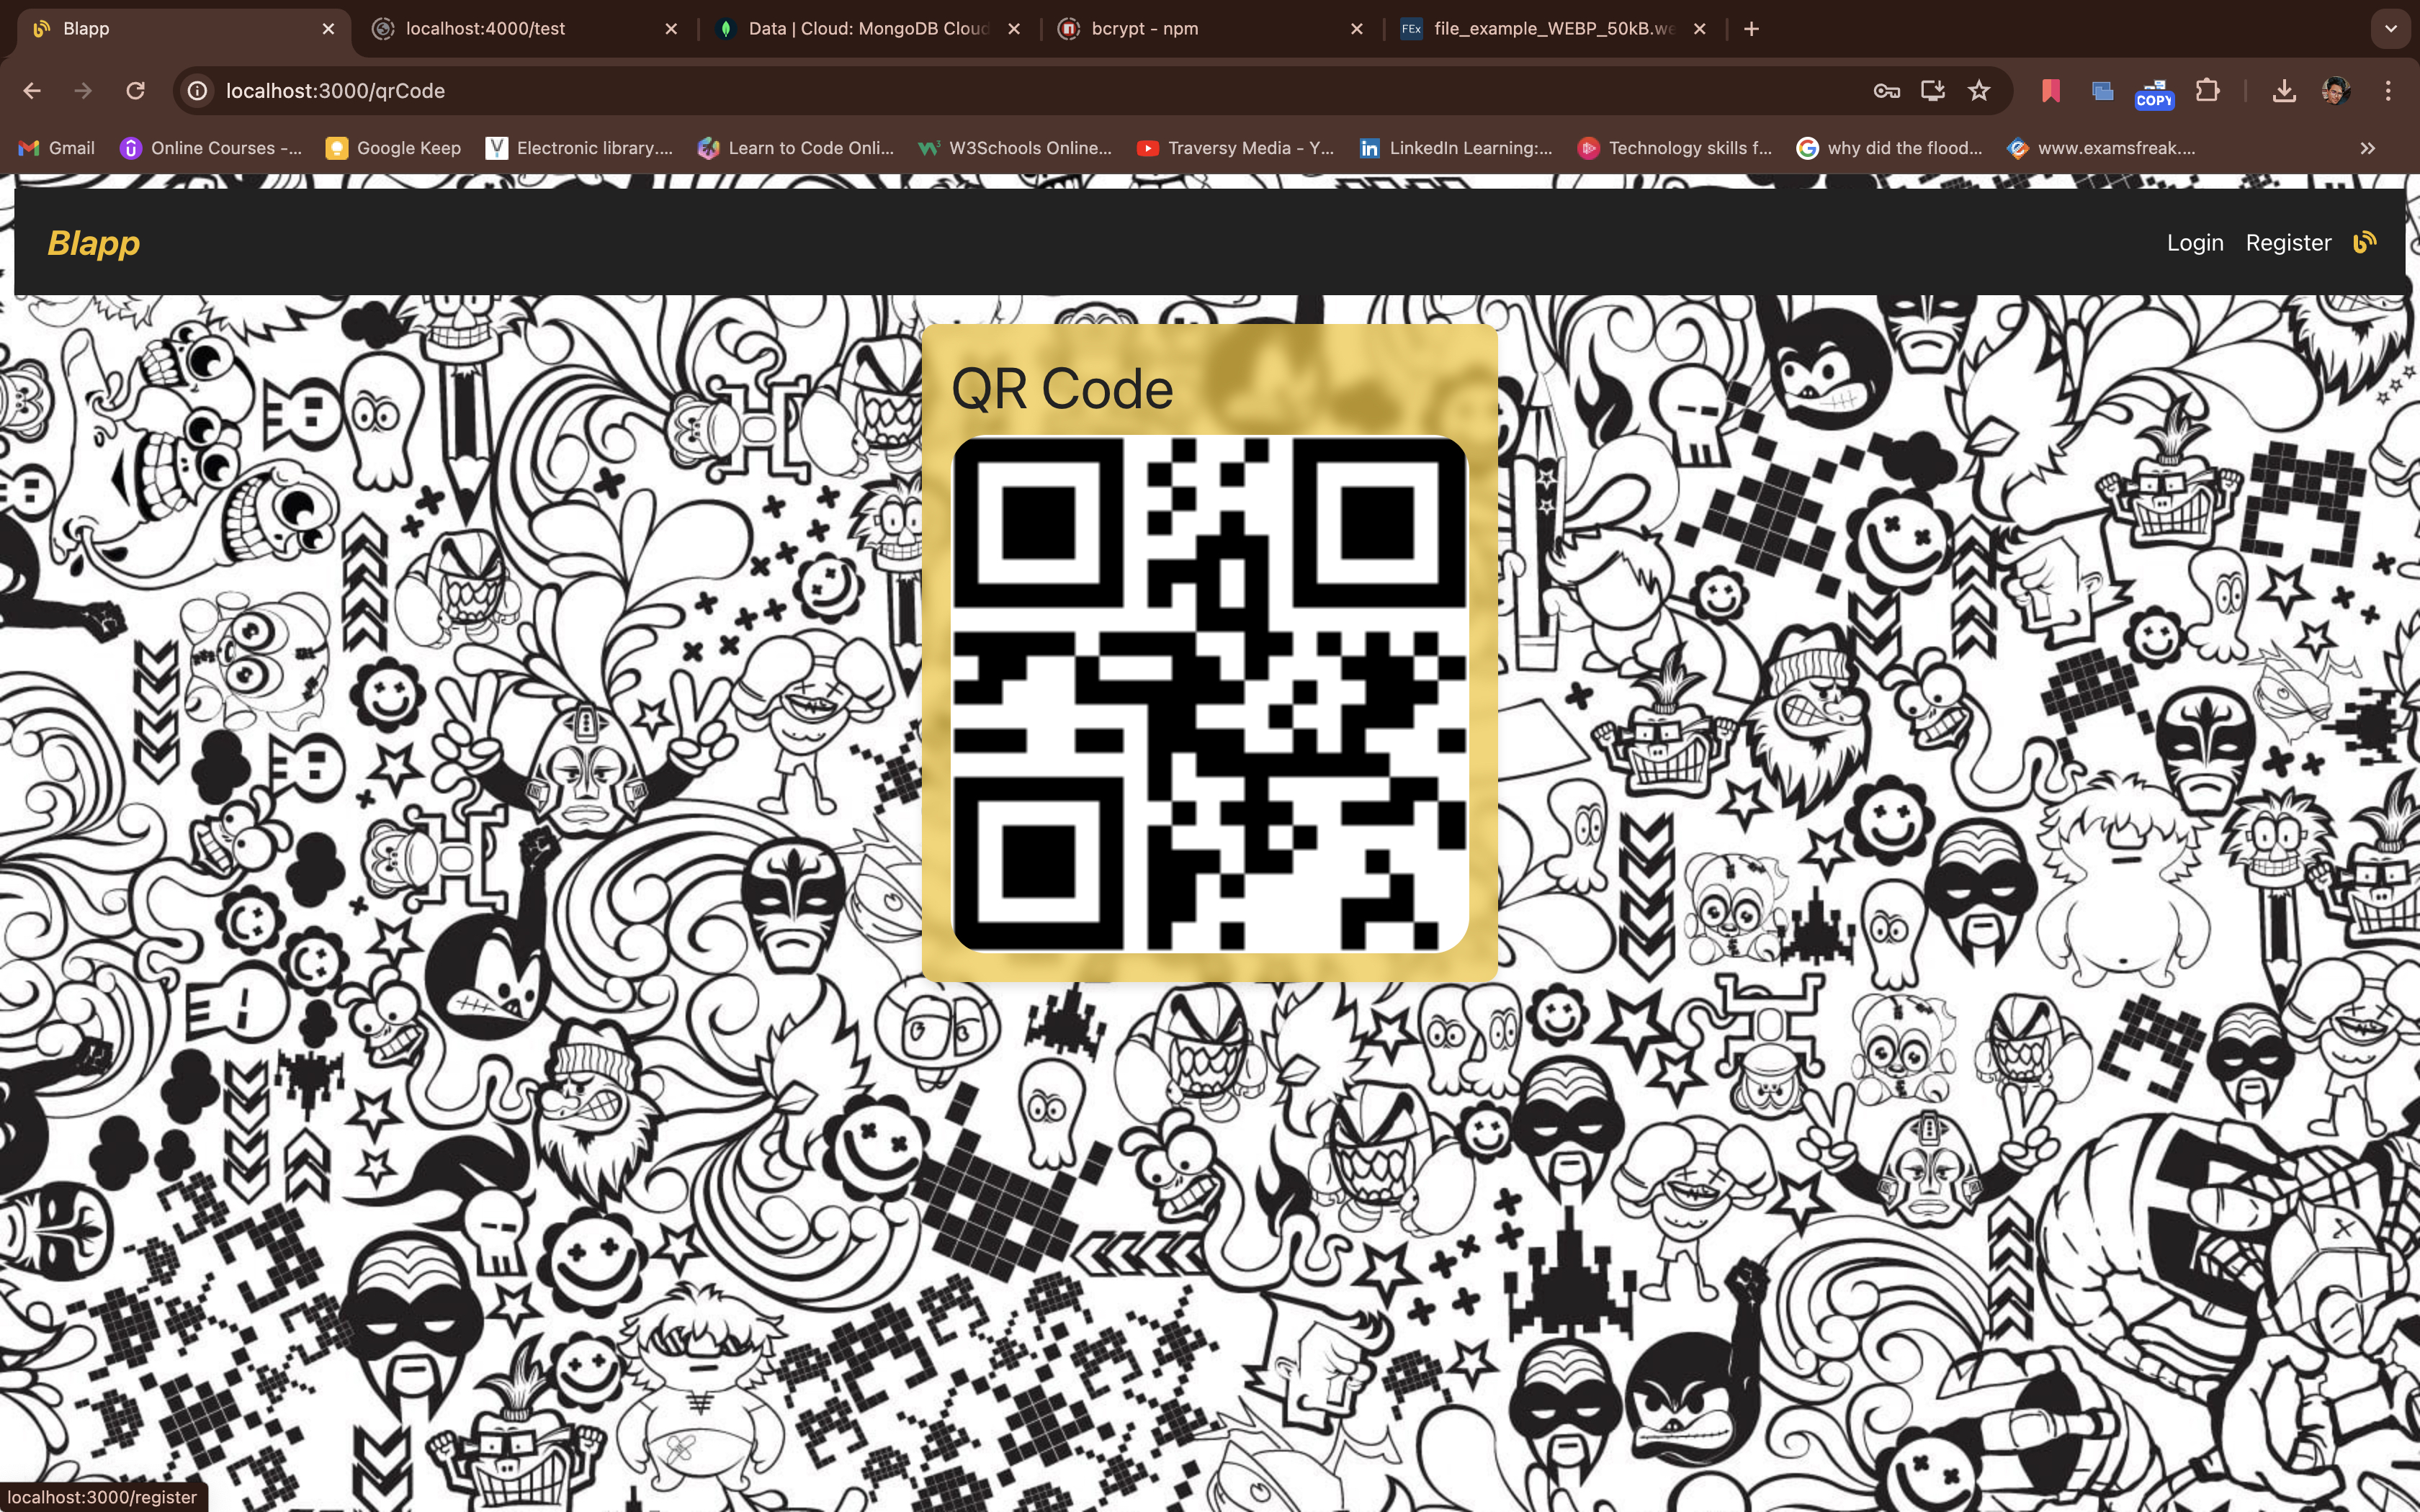 Blapp
localhost:4000/test
Data | Cloud: MongoDB Cloud
bcrypt - npm
FEx
file_example_WEBP_50kB.we
localhost:3000/qrCode
COPY
Gmail
Online Courses -...
Google Keep
Electronic library....
Learn to Code Onli...
W3Schools Online...
Traversy Media - Y...
LinkedIn Learning:...
Technology skills f...
why did the flood...
www.examsfreak....
Blapp
Login
Register
QR Code
localhost:3000/register